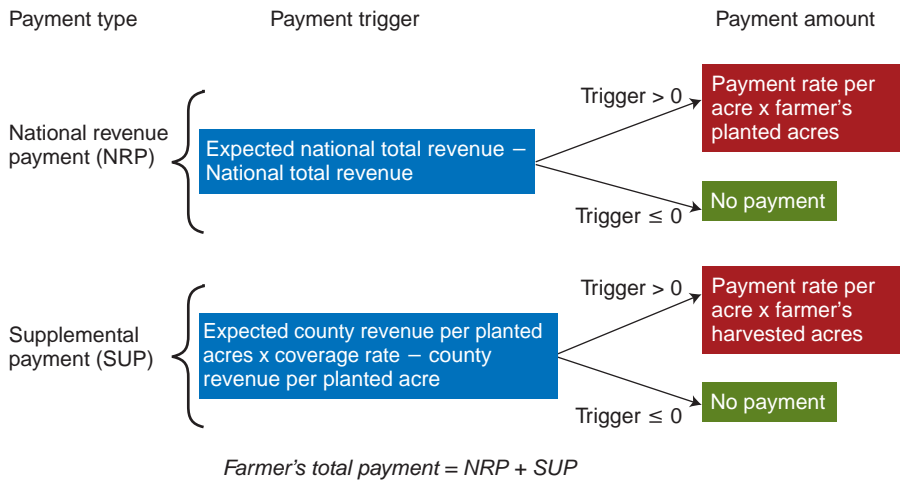 Payment type
Payment trigger
Payment amount
National revenue
payment (NRP)
Expected national total revenue –
National total revenue
Trigger > 0
Payment rate per
acre x farmer's
planted acres
Trigger ≤ 0
No payment
Supplemental
payment (SUP)
Expected county revenue per planted
acres x coverage rate – county
revenue per planted acre
Trigger > 0
Payment rate per
acre x farmer's
harvested acres
Trigger ≤ 0
No payment
Farmer's total payment = NRP + SUP